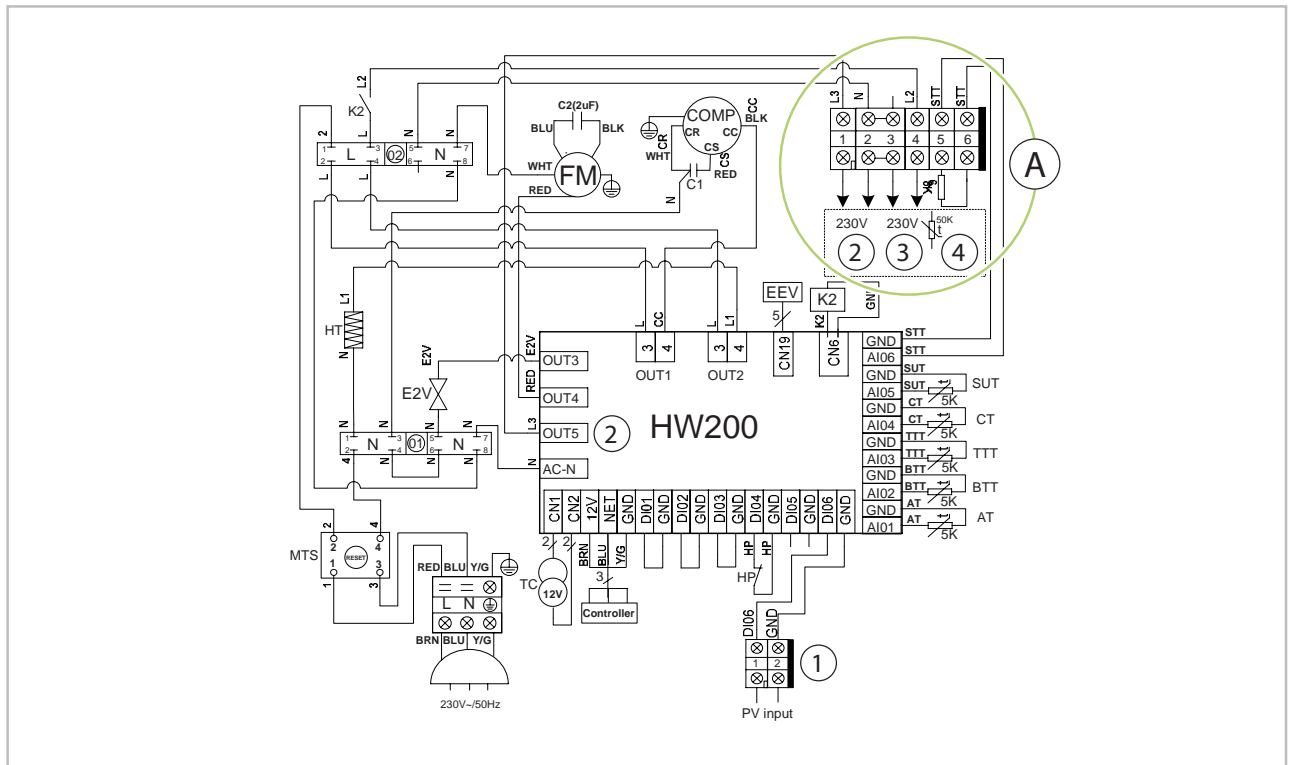 C2(2uF)
BLU
BLK
COMP
CC
BLK
CR
CC
CR
WHT
CS
CS
RED
C1
N
WHT
FM
RED
L2
K2
2
L
N
N
1
3
5
7
L
02
N
2
4
6
8
L
L
N
L3
N
L2
STT
STT
1
2
3
4
5
6
A
230V
230V
50K
t
2
3
4
HT
L1
N
E2V
E2V
E2V
RED
L3
N
N
N
N
N
1
3
5
7
N
01
N
2
4
6
8
4
N
N
N
L
CC
L
L1
EEV
5
K2
K2
GND
3
4
3
4
CN19
CN6
OUT1
OUT2
OUT3
OUT4
OUT5
AC-N
2
HW200
GND
STT
AI06
STT
GND
SUT
AI05
SUT
t
5K
SUT
GND
CT
AI04
CT
t
5K
CT
GND
TTT
AI03
TTT
t
5K
TTT
GND
BTT
AI02
BTT
t
5K
BTT
GND
AT
AI01
AT
t
5K
AT
CN1
CN2
12V
NET
GND
DI01
GND
DI02
GND
DI03
GND
DI04
GND
DI05
DI06
GND
2
2
BRN
BLU
Y/G
HP
HP
TC
12V
3
Controller
HP
2
4
MTS
2
4
RESET
1
3
1
3
RED
BLU
Y/G
L
N
BRN
BLU
Y/G
230V~/50Hz
DI06
GND
1
2
1
PV input